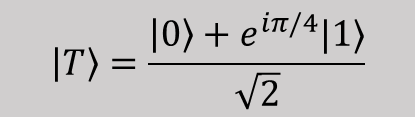 |T⟩ = (|0⟩ + e^{iπ/4}|1⟩)/√2